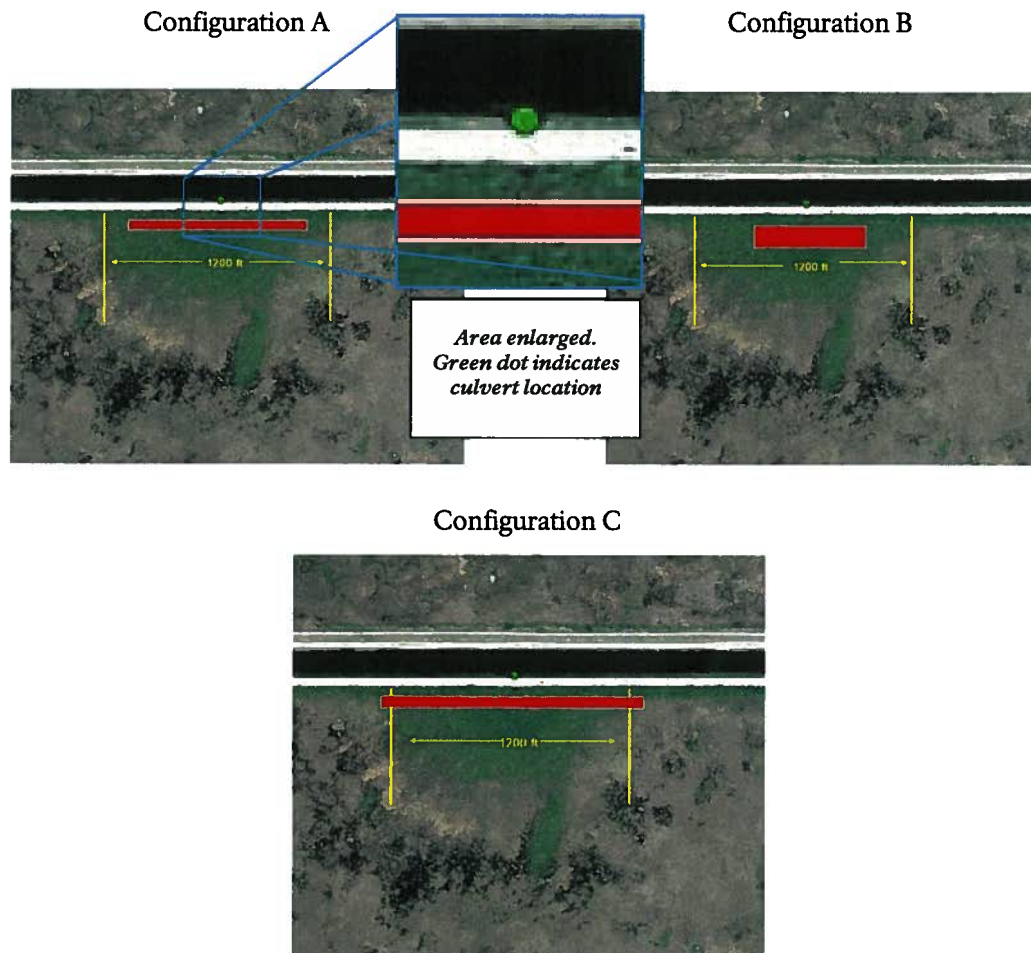 Configuration A
Configuration B
1200 ft
1200 ft
Area enlarged.
Green dot indicates
culvert location
Configuration C
1200 ft